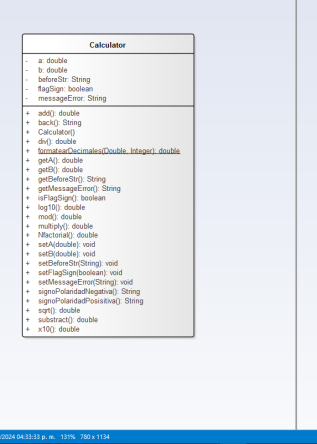 Calculator
- a: double
- b: double
- beforeStr: String
- flagSign: boolean
- messageError: String
+ add(): double
+ back(): String
+ Calculator()
+ div(): double
+ formatearDecimales(Double, Integer): double
+ getA(): double
+ getB(): double
+ getBeforeStr(): String
+ getMessageError(): String
+ isFlagSign(): boolean
+ log10(): double
+ mod(): double
+ multiply(): double
+ Nfactorial(): double
+ setA(double): void
+ setB(double): void
+ setBeforeStr(String): void
+ setFlagSign(boolean): void
+ setMessageError(String): void
+ signoPolaridadNegativa(): String
+ signoPolaridadPosisitiva(): String
+ sqrt(): double
+ substract(): double
+ x10(): double
/2024 04:33:33 p. m. 131% 780 x 1134